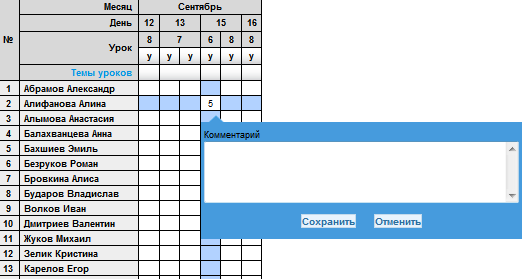 Месяц Сентябрь
День 12 13 15 16
№ Урок 8 7 6 8 8
у у у у у у
Темы уроков
1 Абрамов Александр
2 Алифанова Алина 5
3 Алымова Анастасия
4 Балаханцева Анна
5 Бахшиев Эмиль
6 Безруков Роман
7 Бровкина Алиса
8 Бударов Владислав
9 Волков Иван
10 Дмитриев Валентин
11 Жуков Михаил
12 Зелик Кристина
13 Карелов Егор
Комментарий
Сохранить Отменить